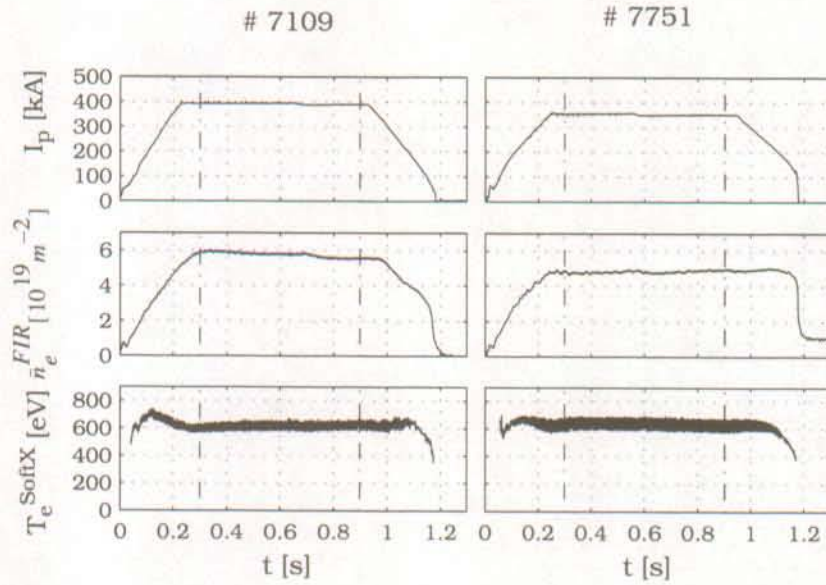 # 7109
# 7751
I_p [kA]
500
400
300
200
100
0
n̄_e^FIR [10^19 m^-2]
6
4
2
0
T_e^SoftX [eV]
800
600
400
200
0
0 0.2 0.4 0.6 0.8 1 1.2
0 0.2 0.4 0.6 0.8 1 1.2
t [s]
t [s]